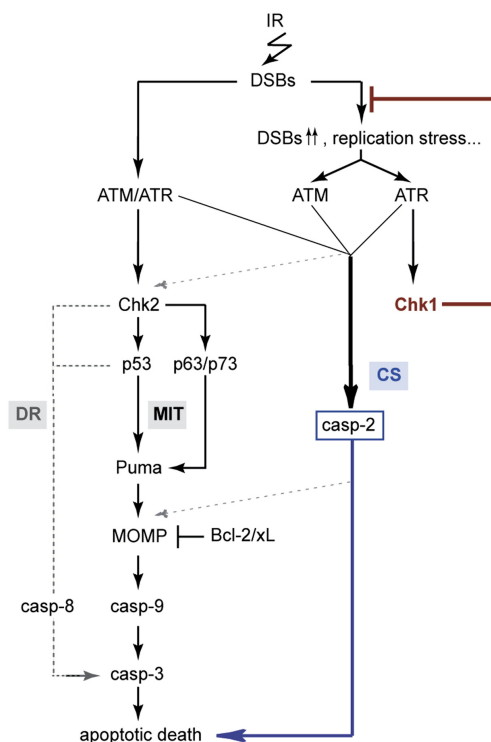 IR
DSBs
DSBs⇈, replication stress...
ATM/ATR
ATM
ATR
Chk2
Chk1
p53
p63/p73
CS
DR
MIT
casp-2
Puma
MOMP
Bcl-2/xL
casp-8
casp-9
casp-3
apoptotic death